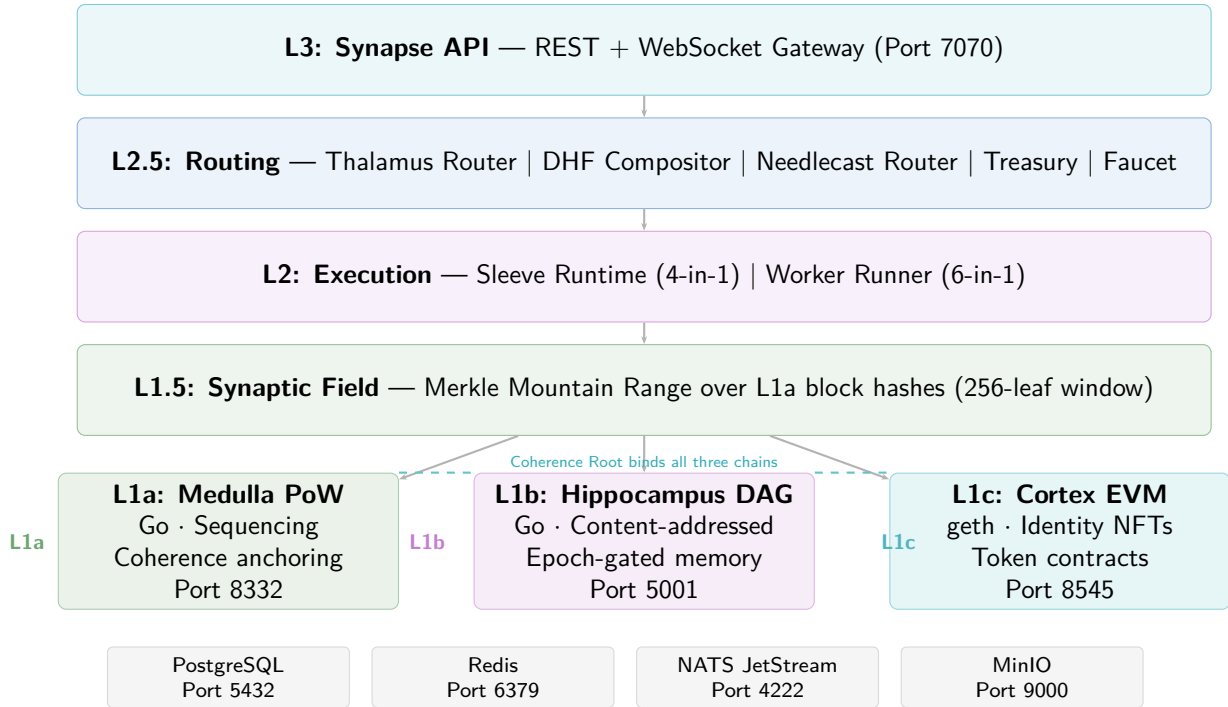 L3: Synapse API — REST + WebSocket Gateway (Port 7070)
L2.5: Routing — Thalamus Router | DHF Compositor | Needlecast Router | Treasury | Faucet
L2: Execution — Sleeve Runtime (4-in-1) | Worker Runner (6-in-1)
L1.5: Synaptic Field — Merkle Mountain Range over L1a block hashes (256-leaf window)
Coherence Root binds all three chains
L1a
L1a: Medulla PoW
Go · Sequencing
Coherence anchoring
Port 8332
L1b
L1b: Hippocampus DAG
Go · Content-addressed
Epoch-gated memory
Port 5001
L1c
L1c: Cortex EVM
geth · Identity NFTs
Token contracts
Port 8545
PostgreSQL
Port 5432
Redis
Port 6379
NATS JetStream
Port 4222
MinIO
Port 9000